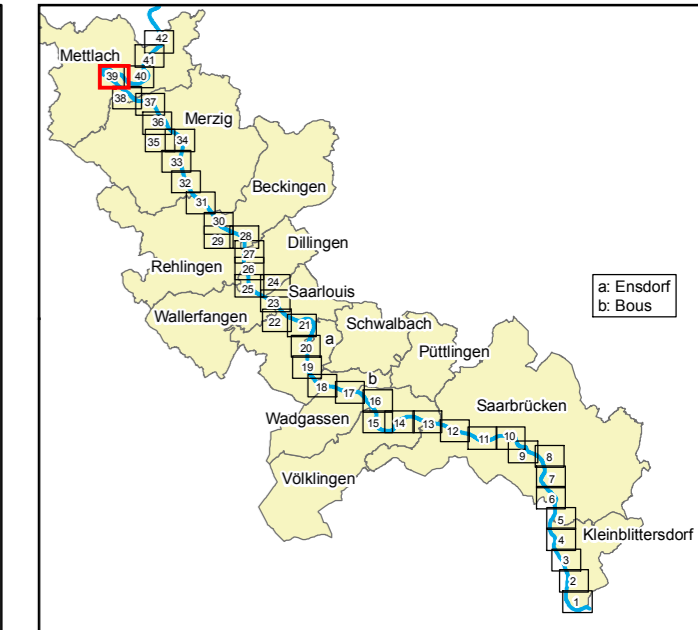 42
Mettlach
41
39
40
38
37
Merzig
36
35
34
33
32
Beckingen
31
30
29
28
Dillingen
27
Rehlingen
26
25
24
Saarlouis
a: Ensdorf
b: Bous
23
Wallerfangen
22
21
Schwalbach
a
20
Püttlingen
19
b
18
17
16
Saarbrücken
Wadgassen
15
14
13
12
11
10
9
8
Völklingen
7
6
5
Kleinblittersdorf
4
3
2
1